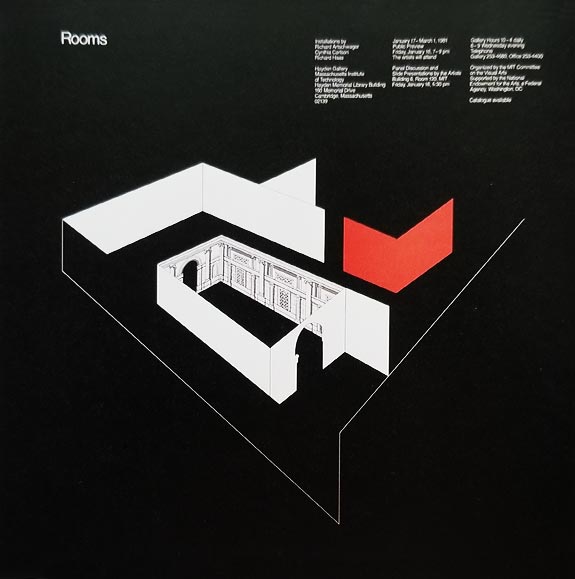 Rooms
Installations by
Richard Artschwager
Cynthia Carlson
Richard Haas
Hayden Gallery
Massachusetts Institute
of Technology
Hayden Memorial Library Building
160 Memorial Drive
Cambridge, Massachusetts
02139
January 17–March 1, 1981
Public Preview
Friday, January 16, 7–9 pm
The artists will attend
Panel Discussion and
Slide Presentations by the Artists
Building 6, Room 120, MIT
Friday, January 16, 5:30 pm
Gallery Hours 10–4 daily
6–9 Wednesday evening
Telephone
Gallery 253-4680, Office 253-4400
Organized by the MIT Committee
on the Visual Arts
Supported by the National
Endowment for the Arts, a Federal
Agency, Washington, DC
Catalogue available